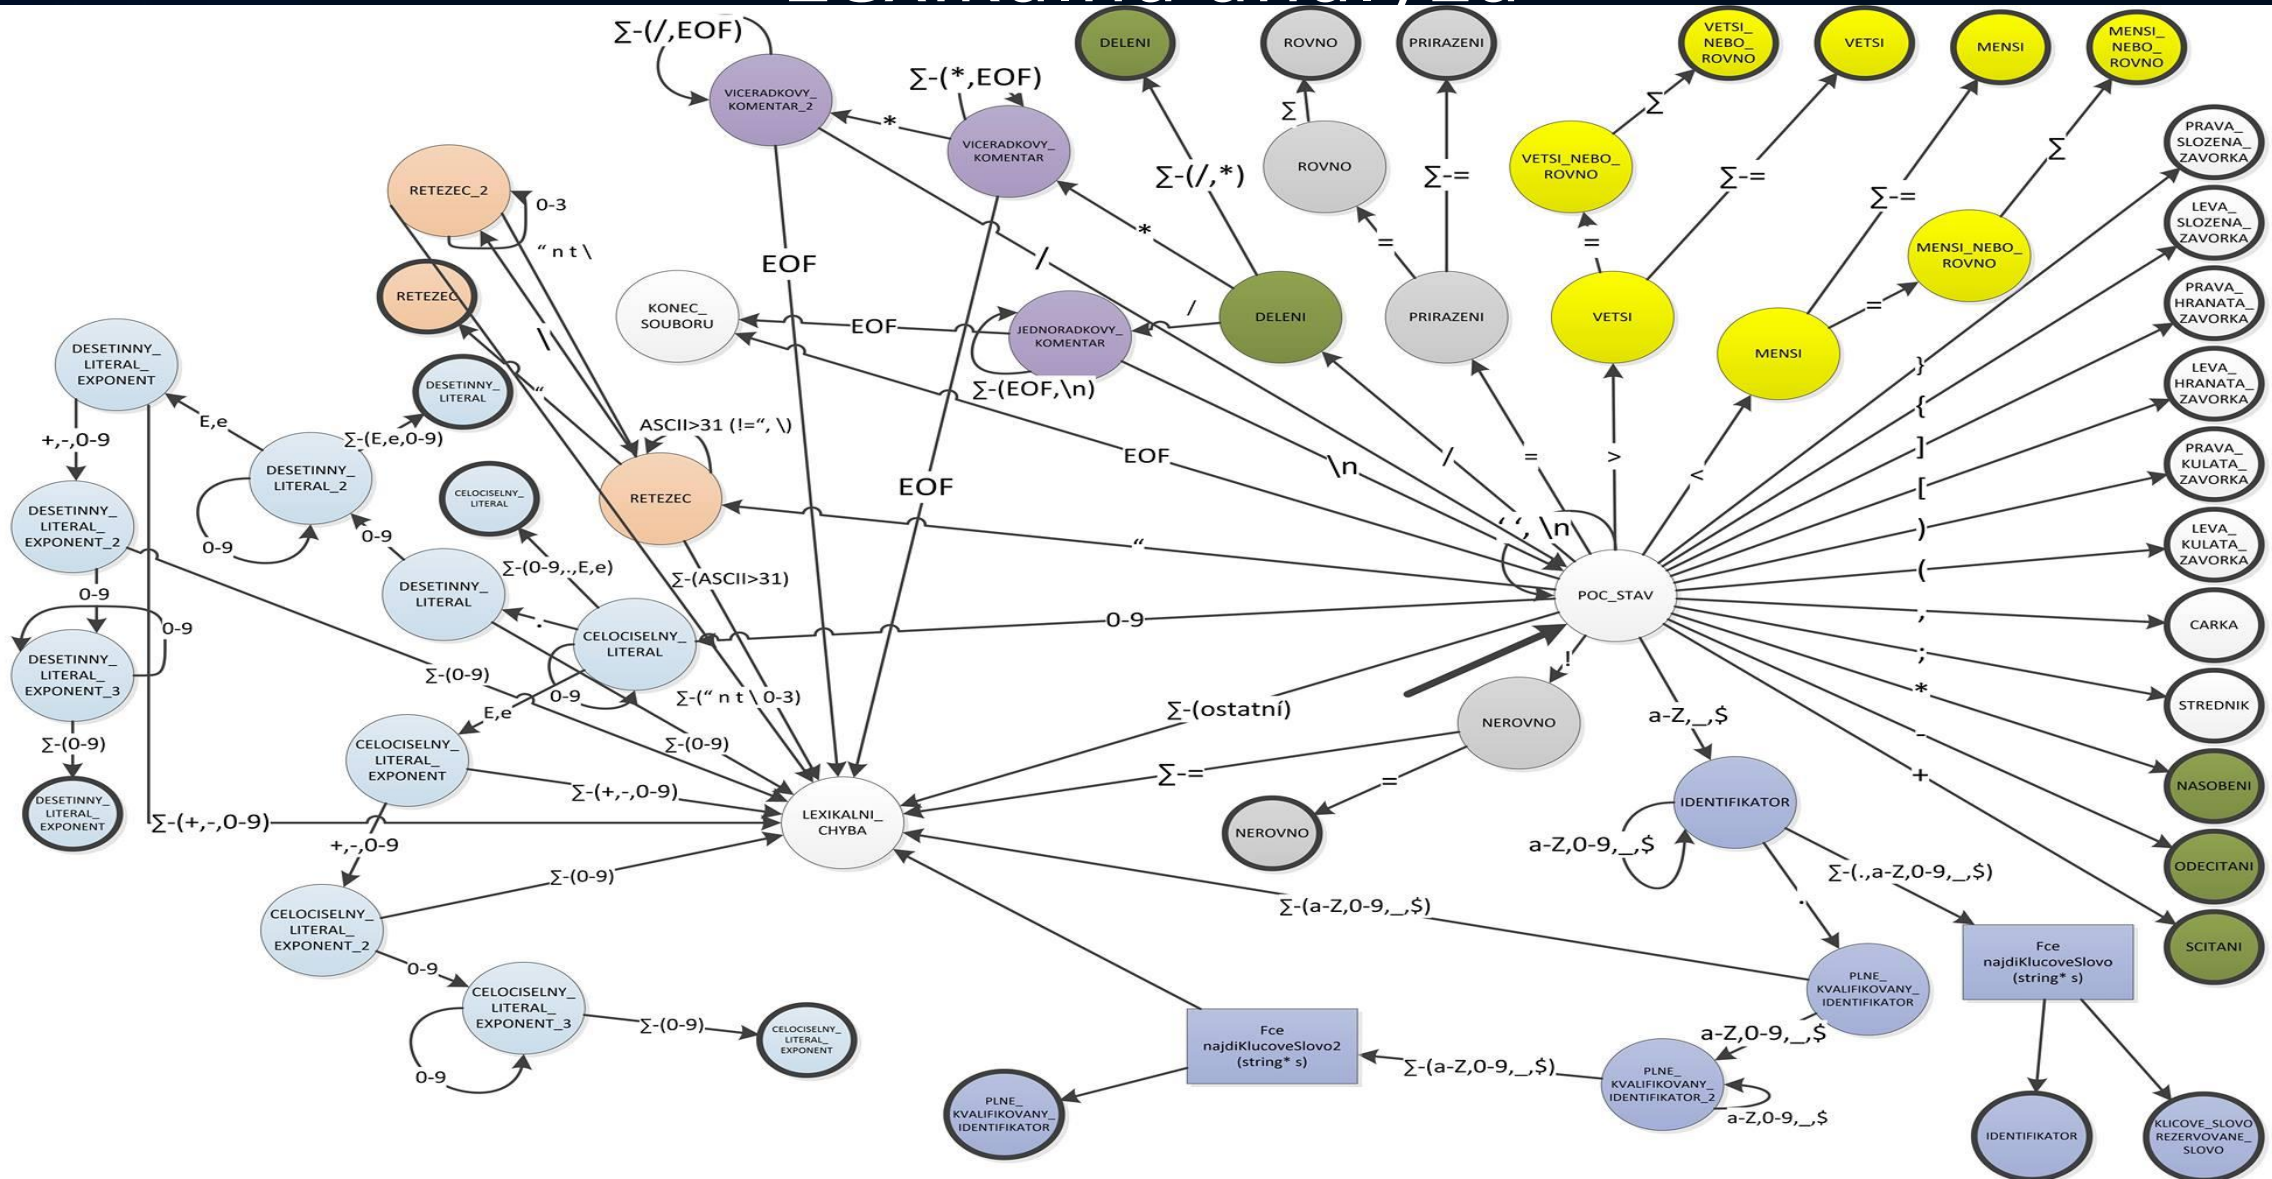 ∑-(/,EOF)
VICERADKOVY_
KOMENTAR_2
∑-(*,EOF)
*
VICERADKOVY_
KOMENTAR
DELENI
ROVNO
PRIRAZENI
VETSI_
NEBO_
ROVNO
VETSI
MENSI
MENSI_
NEBO_
ROVNO
∑-(/,*)
*
∑
ROVNO
=
∑-=
∑
VETSI_NEBO_
ROVNO
=
∑-=
∑-=
∑
MENSI_NEBO_
ROVNO
=
PRAVA_
SLOZENA_
ZAVORKA
LEVA_
SLOZENA_
ZAVORKA
PRAVA_
HRANATA_
ZAVORKA
LEVA_
HRANATA_
ZAVORKA
PRAVA_
KULATA_
ZAVORKA
LEVA_
KULATA_
ZAVORKA
CARKA
STREDNIK
NASOBENI
ODECITANI
SCITANI
RETEZEC_2
0-3
“ n t \
RETEZEC
\
“
EOF
/
KONEC_
SOUBORU
EOF
JEDNORADKOVY_
KOMENTAR
/
DELENI
PRIRAZENI
VETSI
MENSI
∑-(EOF,\n)
DESETINNY_
LITERAL_
EXPONENT
+,-,0-9
E,e
DESETINNY_
LITERAL
∑-(E,e,0-9)
DESETINNY_
LITERAL_2
0-9
CELOCISELNY_
LITERAL
ASCII>31 (!=“, \)
RETEZEC
EOF
EOF
\n
/
=
>
<
}
{
]
[
)
(
,
;
*
-
+
‘ ‘, \n
“
DESETINNY_
LITERAL_
EXPONENT_2
0-9
0-9
DESETINNY_
LITERAL
∑-(0-9,.,E,e)
∑-(ASCII>31)
.
CELOCISELNY_
LITERAL
0-9
POC_STAV
0-9
DESETINNY_
LITERAL_
EXPONENT_3
∑-(0-9)
0-9
∑-(“ n t \ 0-3)
E,e
∑-(0-9)
∑-(0-9)
DESETINNY_
LITERAL_
EXPONENT
CELOCISELNY_
LITERAL_
EXPONENT
∑-(+,-,0-9)
∑-(+,-,0-9)
+,-,0-9
LEXIKALNI_
CHYBA
∑-(ostatní)
!
NEROVNO
∑-=
=
NEROVNO
a-Z,_,$
IDENTIFIKATOR
a-Z,0-9,_,$
∑-(.,a-Z,0-9,_,$)
.
∑-(a-Z,0-9,_,$)
∑-(0-9)
CELOCISELNY_
LITERAL_
EXPONENT_2
0-9
CELOCISELNY_
LITERAL_
EXPONENT_3
0-9
∑-(0-9)
CELOCISELNY_
LITERAL_
EXPONENT
PLNE_
KVALIFIKOVANY_
IDENTIFIKATOR
Fce
najdiKlucoveSlovo
(string* s)
Fce
najdiKlucoveSlovo2
(string* s)
a-Z,0-9,_,$
∑-(a-Z,0-9,_,$)
PLNE_
KVALIFIKOVANY_
IDENTIFIKATOR_2
a-Z,0-9,_,$
PLNE_
KVALIFIKOVANY_
IDENTIFIKATOR
IDENTIFIKATOR
KLICOVE_SLOVO
REZERVOVANE_
SLOVO